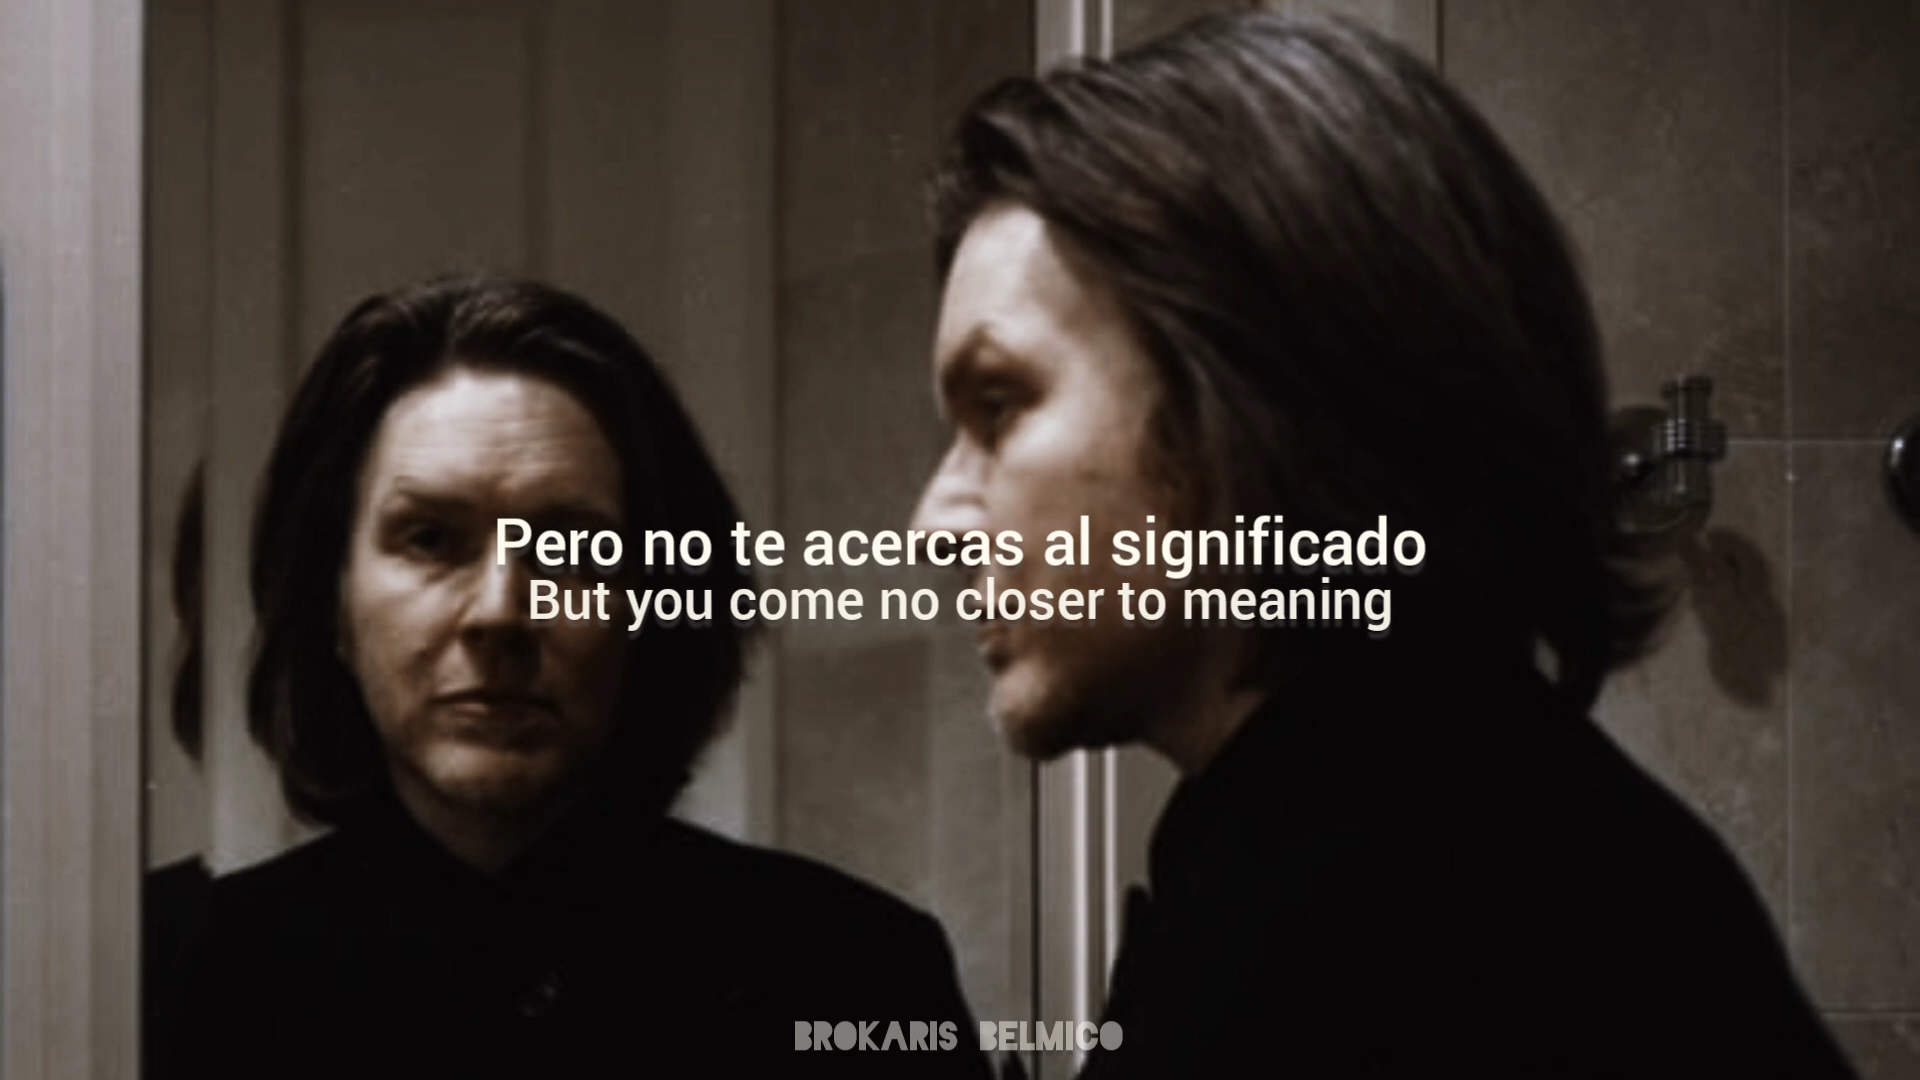 Pero no te acercas al significado
But you come no closer to meaning
BROKARIS BELMICO